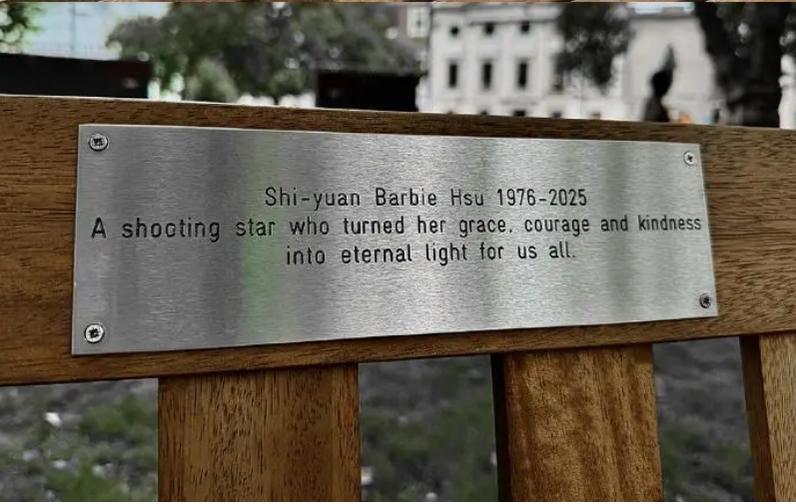 Shi-yuan Barbie Hsu 1976-2025
A shooting star who turned her grace, courage and kindness
into eternal light for us all.